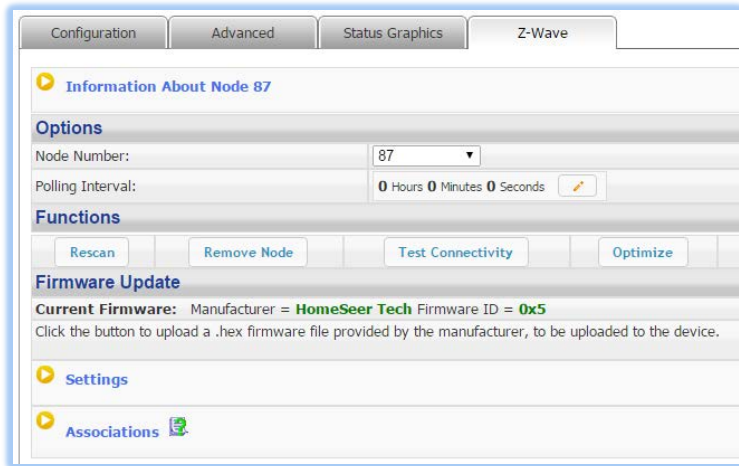 Configuration Advanced Status Graphics Z-Wave
Information About Node 87
Options
Node Number: 87
Polling Interval: 0 Hours 0 Minutes 0 Seconds
Functions
Rescan Remove Node Test Connectivity Optimize
Firmware Update
Current Firmware: Manufacturer = HomeSeer Tech Firmware ID = 0x5
Click the button to upload a .hex firmware file provided by the manufacturer, to be uploaded to the device.
Settings
Associations